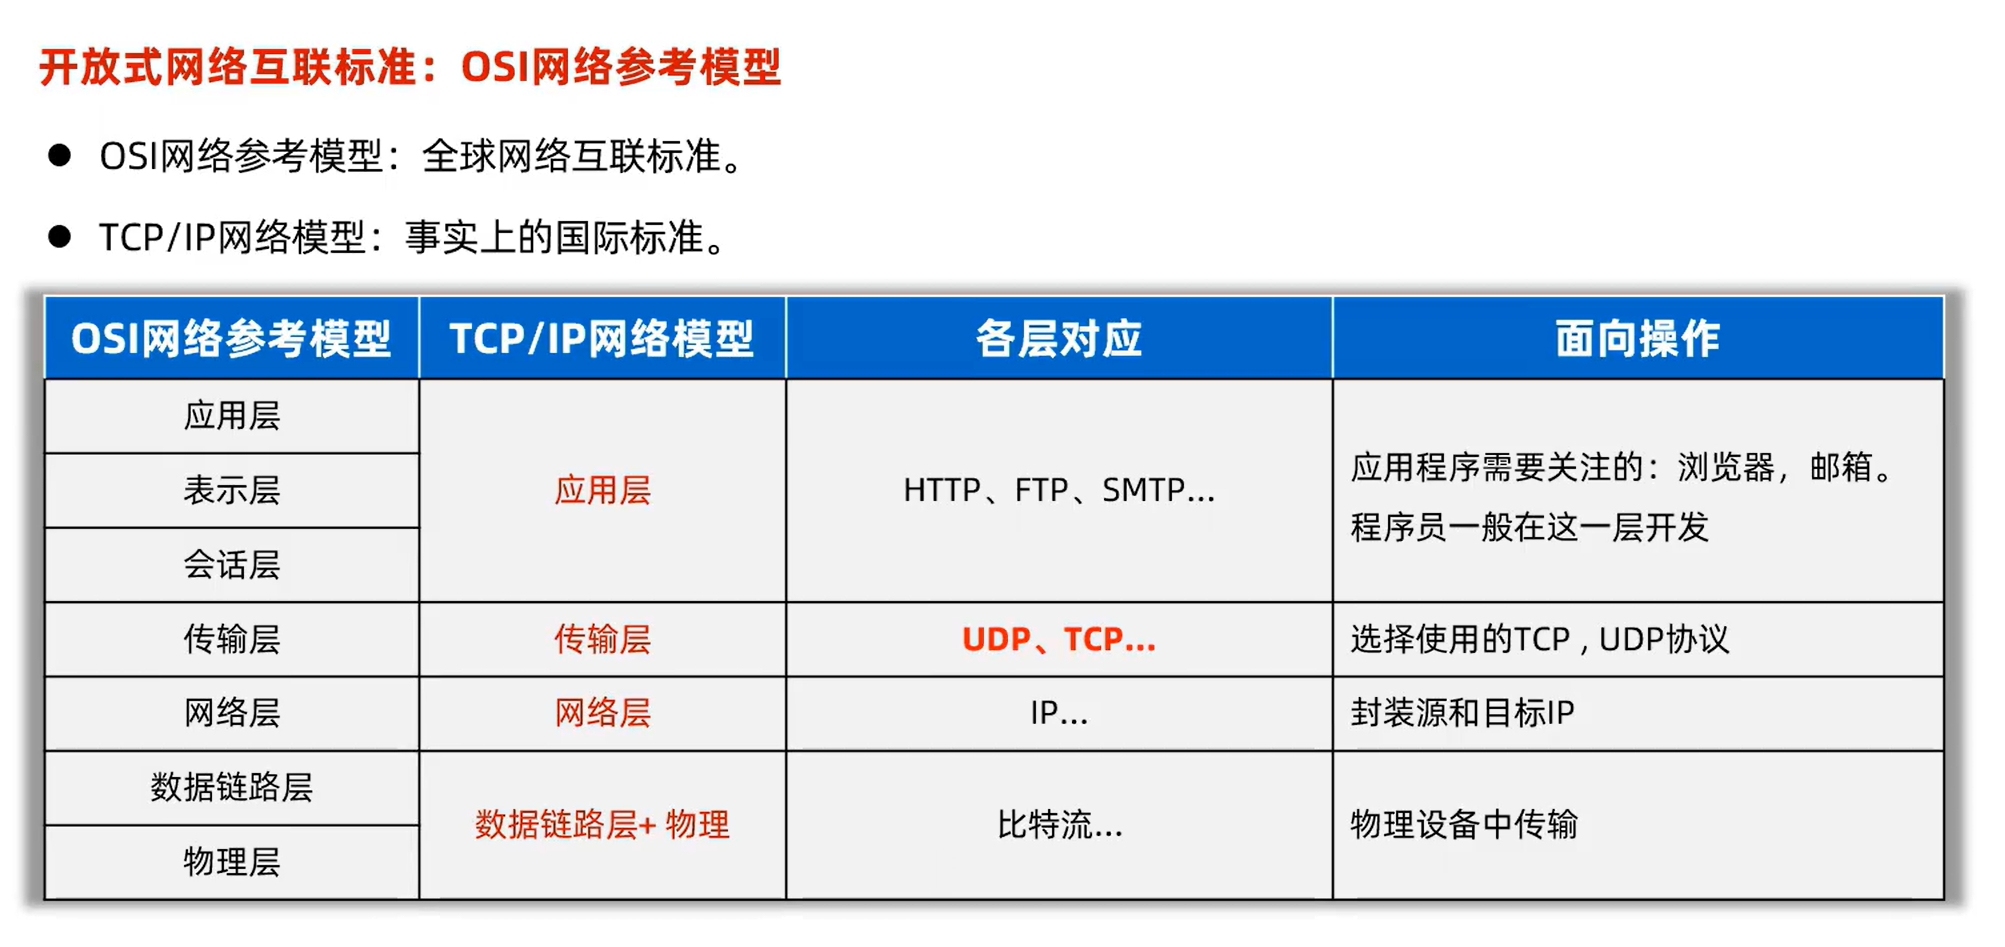 开放式网络互联标准：OSI网络参考模型
● OSI网络参考模型：全球网络互联标准。
● TCP/IP网络模型：事实上的国际标准。
OSI网络参考模型 TCP/IP网络模型 各层对应 面向操作
应用层
表示层
会话层
应用层
HTTP、FTP、SMTP...
应用程序需要关注的：浏览器，邮箱。
程序员一般在这一层开发
传输层 传输层 UDP、TCP... 选择使用的TCP , UDP协议
网络层 网络层 IP... 封装源和目标IP
数据链路层
物理层
数据链路层+ 物理
比特流...
物理设备中传输